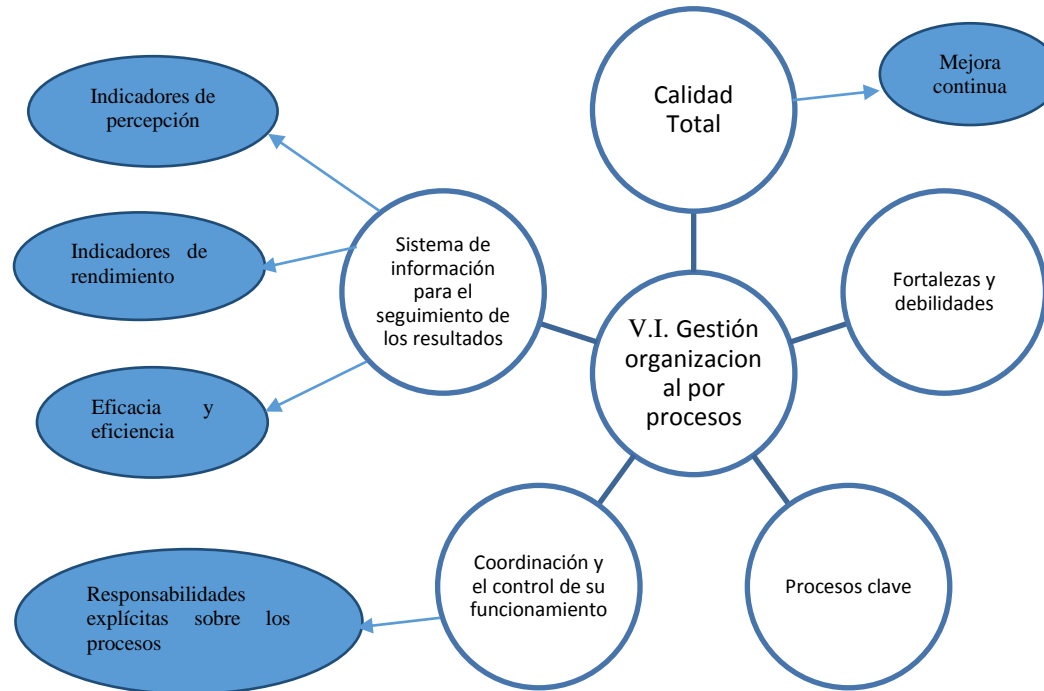 Indicadores de
percepción
Indicadores de
rendimiento
Eficacia y
eficiencia
Responsabilidades
explícitas sobre los
procesos
Sistema de
información
para el
seguimiento de
los resultados
Calidad
Total
Mejora
continua
V.I. Gestión
organizacion
al por
procesos
Fortalezas y
debilidades
Coordinación y
el control de su
funcionamiento
Procesos clave